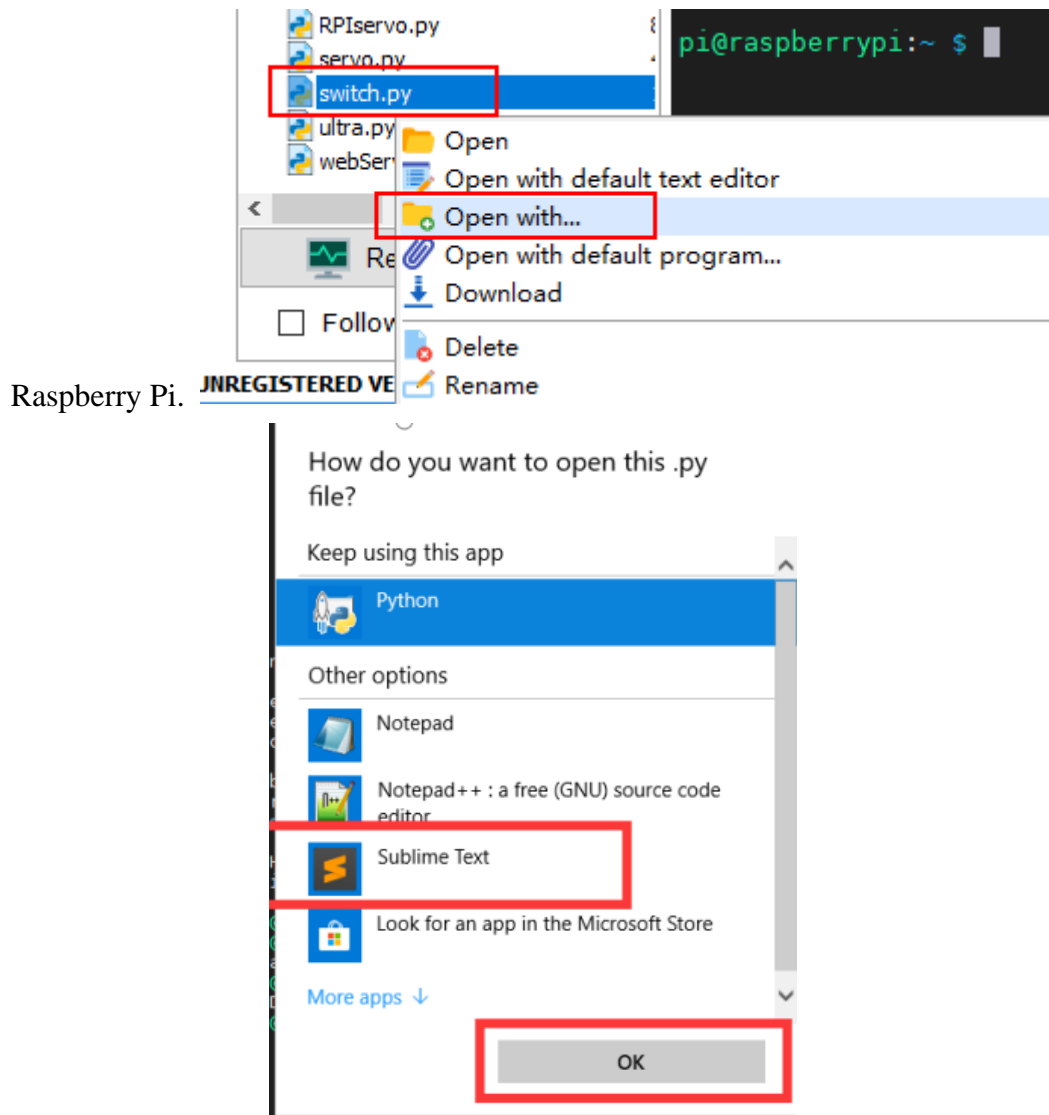 RPIservo.py
pi@raspberrypi:~ $
servo.py
switch.py
ultra.py
webSer
Open
Open with default text editor
Open with...
Re
Open with default program...
Download
Follow
Delete
Raspberry Pi.
UNREGISTERED VE
Rename
How do you want to open this .py
file?
Keep using this app
Python
Other options
Notepad
Notepad++ : a free (GNU) source code
editor
Sublime Text
Look for an app in the Microsoft Store
More apps ↓
OK